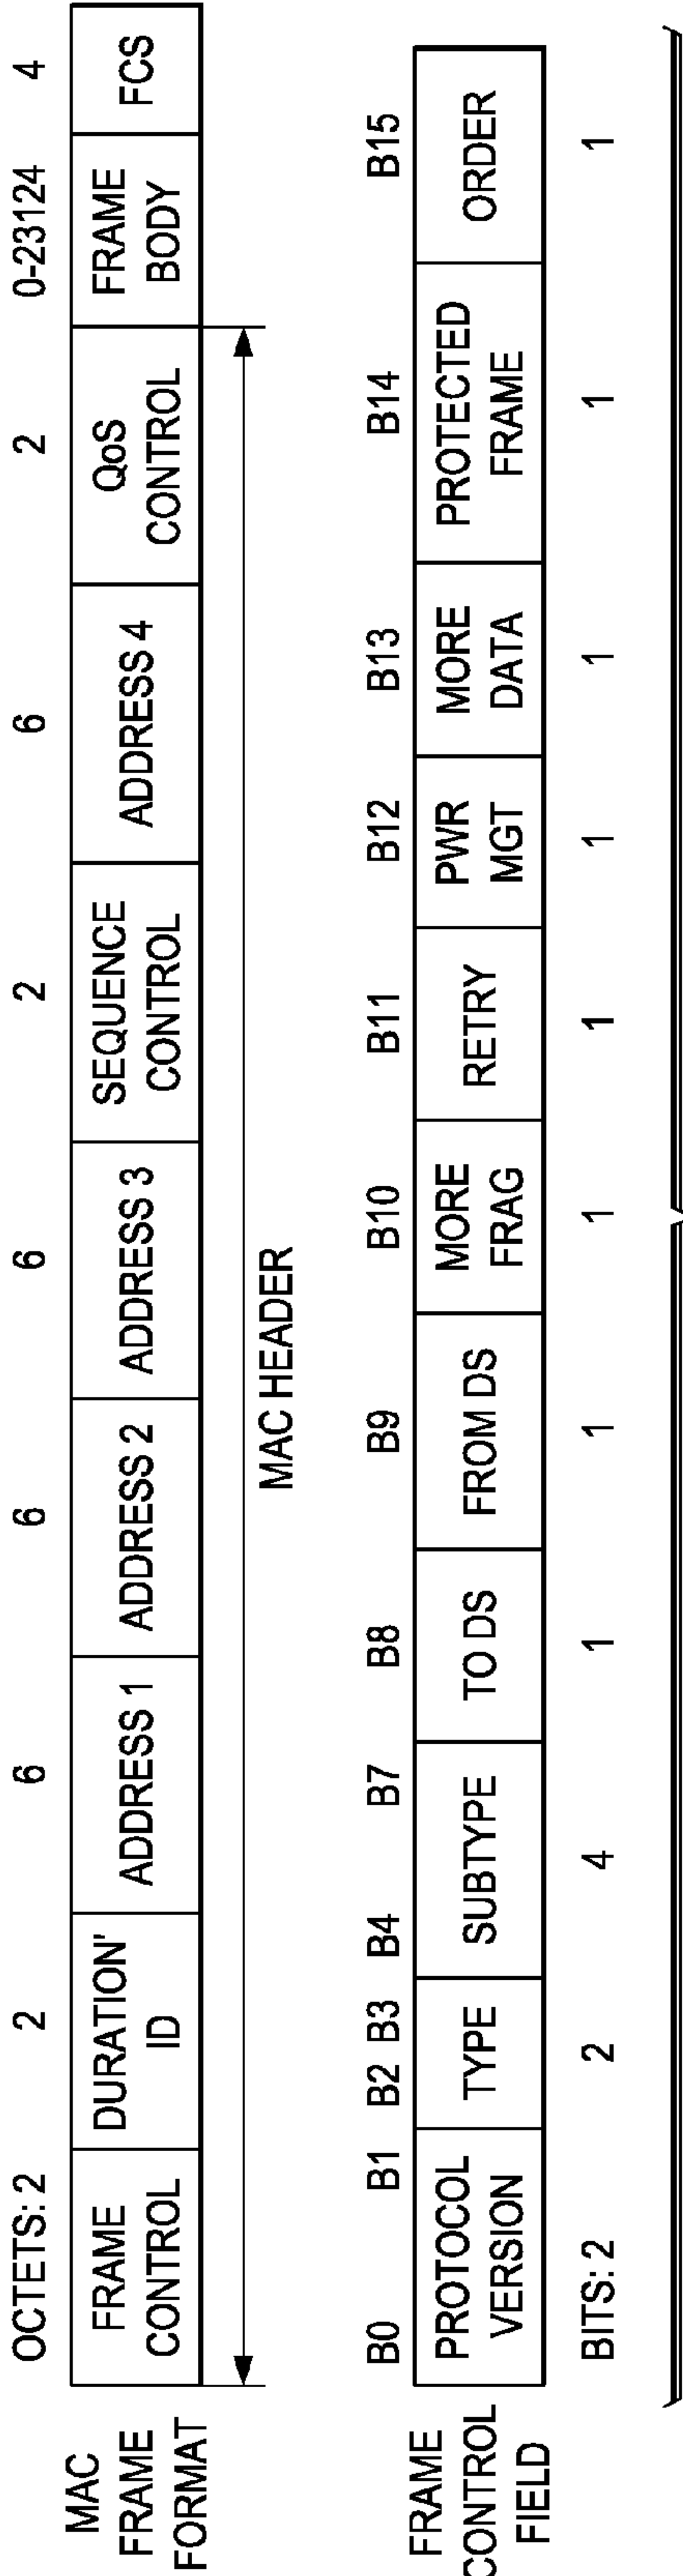 OCTETS: 2 2 6 6 6 2 6 2 0-23124 4
MAC
FRAME
FORMAT
FRAME
CONTROL
DURATION'
ID
ADDRESS 1
ADDRESS 2
ADDRESS 3
SEQUENCE
CONTROL
ADDRESS 4
QoS
CONTROL
FRAME
BODY
FCS
MAC HEADER
B0 B1 B2 B3 B4 B7 B8 B9 B10 B11 B12 B13 B14 B15
FRAME
CONTROL
FIELD
PROTOCOL
VERSION
TYPE
SUBTYPE
TO DS
FROM DS
MORE
FRAG
RETRY
PWR
MGT
MORE
DATA
PROTECTED
FRAME
ORDER
BITS: 2 2 4 1 1 1 1 1 1 1 1